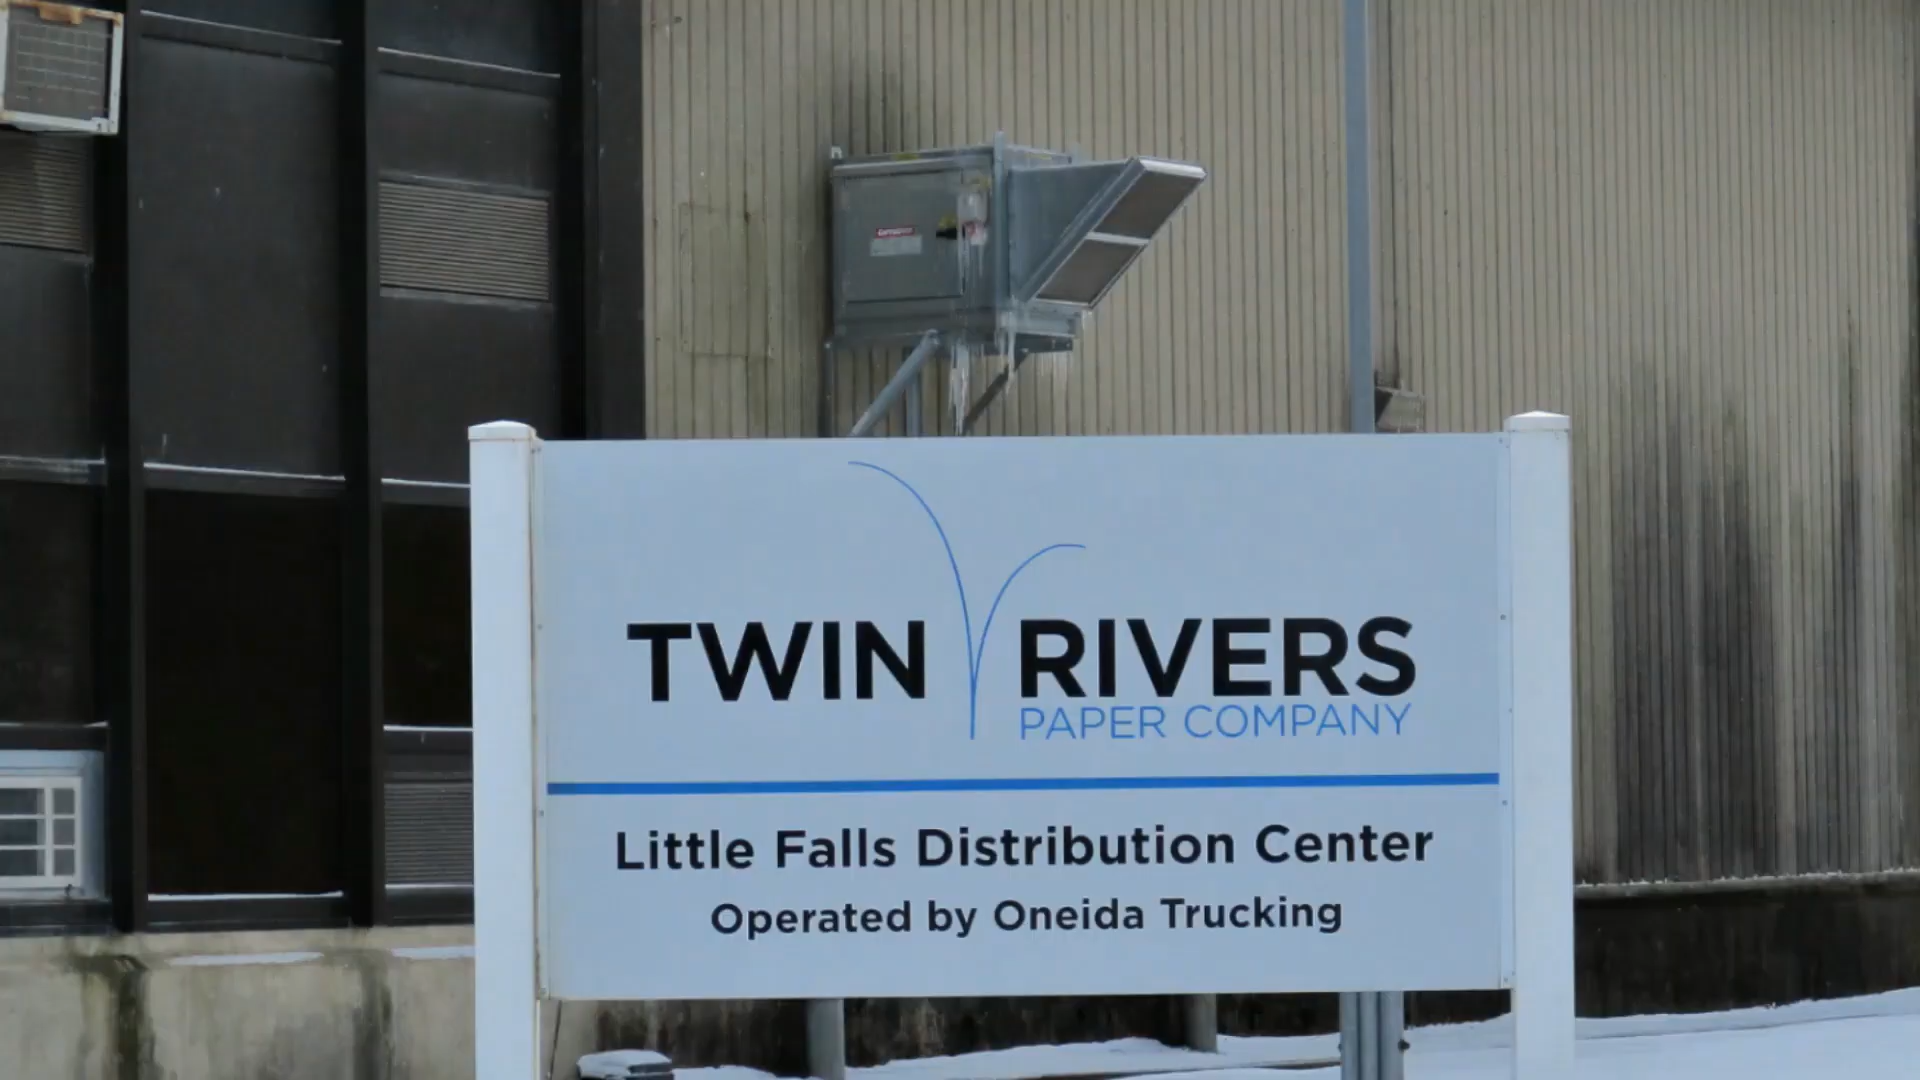 TWIN RIVERS
PAPER COMPANY
Little Falls Distribution Center
Operated by Oneida Trucking